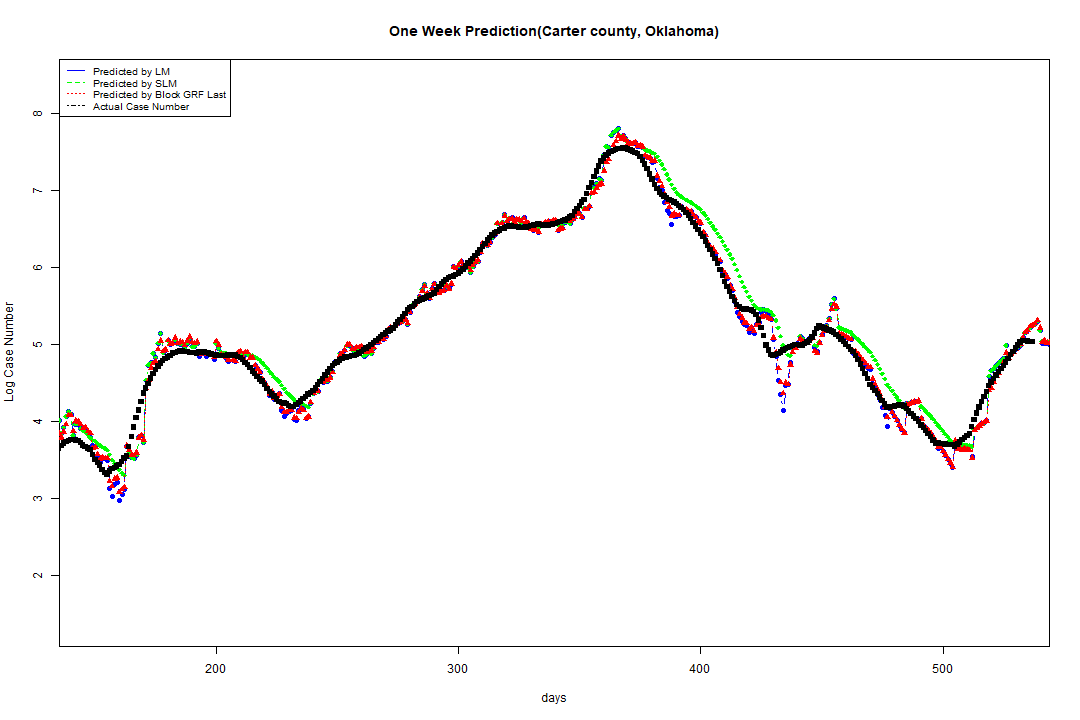 One Week Prediction(Carter county, Oklahoma)
Predicted by LM
Predicted by SLM
Predicted by Block GRF Last
Actual Case Number
8
7
6
5
4
3
2
Log Case Number
200
300
400
500
days